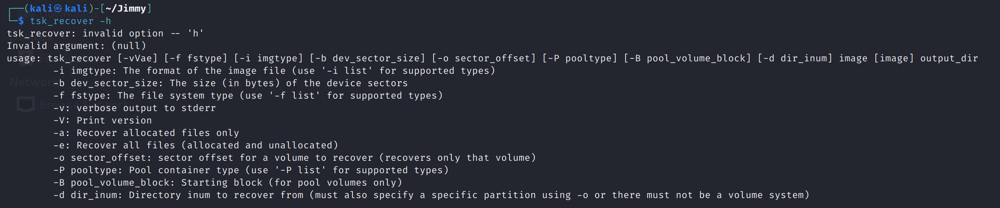 ┌──(kali㉿kali)-[~/Jimmy]
└─$ tsk_recover -h
tsk_recover: invalid option -- 'h'
Invalid argument: (null)
usage: tsk_recover [-vVae] [-f fstype] [-i imgtype] [-b dev_sector_size] [-o sector_offset] [-P pooltype] [-B pool_volume_block] [-d dir_inum] image [image] output_dir
-i imgtype: The format of the image file (use '-i list' for supported types)
-b dev_sector_size: The size (in bytes) of the device sectors
-f fstype: The file system type (use '-f list' for supported types)
-v: verbose output to stderr
-V: Print version
-a: Recover allocated files only
-e: Recover all files (allocated and unallocated)
-o sector_offset: sector offset for a volume to recover (recovers only that volume)
-P pooltype: Pool container type (use '-P list' for supported types)
-B pool_volume_block: Starting block (for pool volumes only)
-d dir_inum: Directory inum to recover from (must also specify a specific partition using -o or there must not be a volume system)
Downloads
Devices
Network
Browse Network